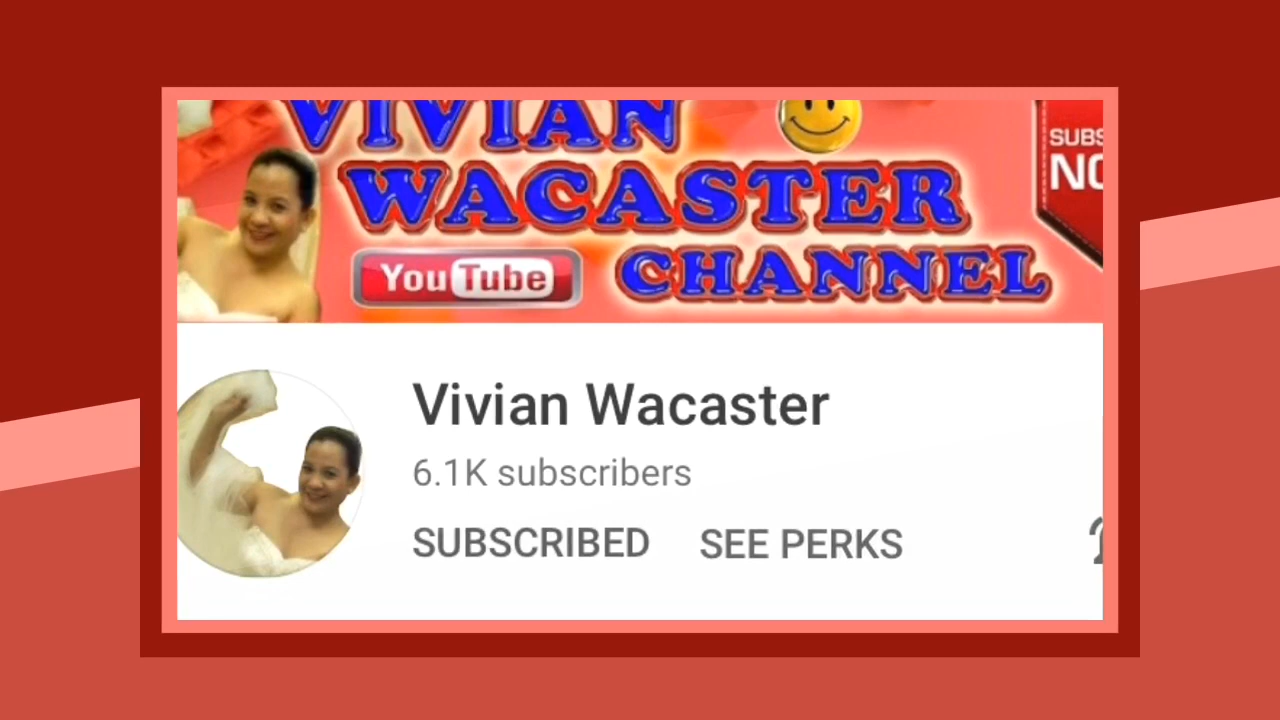 VIVIAN
WACASTER
YouTube CHANNEL
Vivian Wacaster
6.1K subscribers
SUBSCRIBED SEE PERKS